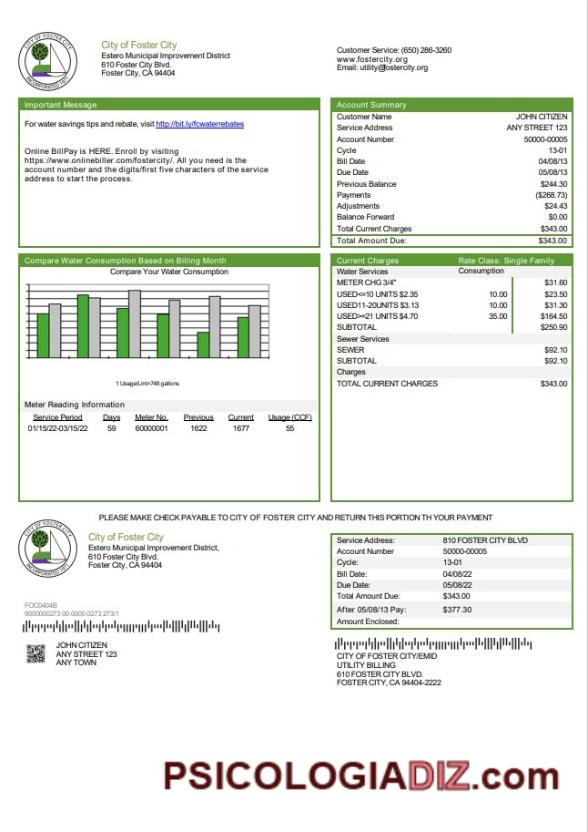 CITY OF FOSTER CITY
INCORPORATED 1971
City of Foster City
Estero Municipal Improvement District
610 Foster City Blvd.
Foster City, CA 94404
Customer Service: (650) 286-3260
www.fostercity.org
Email: utility@fostercity.org
Important Message
For water savings tips and rebate, visit http://bit.ly/fcwaterrebates
Online BillPay is HERE. Enroll by visiting
https://www.onlinebiller.com/fostercity/. All you need is the
account number and the digits/first five characters of the service
address to start the process.
Account Summary
Customer Name JOHN CITIZEN
Service Address ANY STREET 123
Account Number 50000-00005
Cycle 13-01
Bill Date 04/08/13
Due Date 05/08/13
Previous Balance $244.30
Payments ($268.73)
Adjustments $24.43
Balance Forward $0.00
Total Current Charges $343.00
Total Amount Due: $343.00
Compare Water Consumption Based on Billing Month
Compare Your Water Consumption
1 Usage/Unit=748 gallons
Meter Reading Information
Service Period Days Meter No. Previous Current Usage (CCF)
01/15/22-03/15/22 59 60000001 1622 1677 55
Current Charges Rate Class: Single Family
Water Services Consumption
METER CHG 3/4" $31.60
USED<=10 UNITS $2.35 10.00 $23.50
USED11-20UNITS $3.13 10.00 $31.30
USED>=21 UNITS $4.70 35.00 $164.50
SUBTOTAL $250.90
Sewer Services
SEWER $92.10
SUBTOTAL $92.10
Charges
TOTAL CURRENT CHARGES $343.00
PLEASE MAKE CHECK PAYABLE TO CITY OF FOSTER CITY AND RETURN THIS PORTION TH YOUR PAYMENT
CITY OF FOSTER CITY
INCORPORATED 1971
City of Foster City
Estero Municipal Improvement District,
610 Foster City Blvd.
Foster City, CA 94404
Service Address: 810 FOSTER CITY BLVD
Account Number 50000-00005
Cycle: 13-01
Bill Date: 04/08/22
Due Date: 05/08/22
Total Amount Due: $343.00
After 05/08/13 Pay: $377.30
Amount Enclosed:
FOC0404B
9000000273 00.0000.0273 273/1
JOHN CITIZEN
ANY STREET 123
ANY TOWN
CITY OF FOSTER CITY/EMID
UTILITY BILLING
610 FOSTER CITY BLVD.
FOSTER CITY, CA 94404-2222
PSICOLOGIADIZ.com